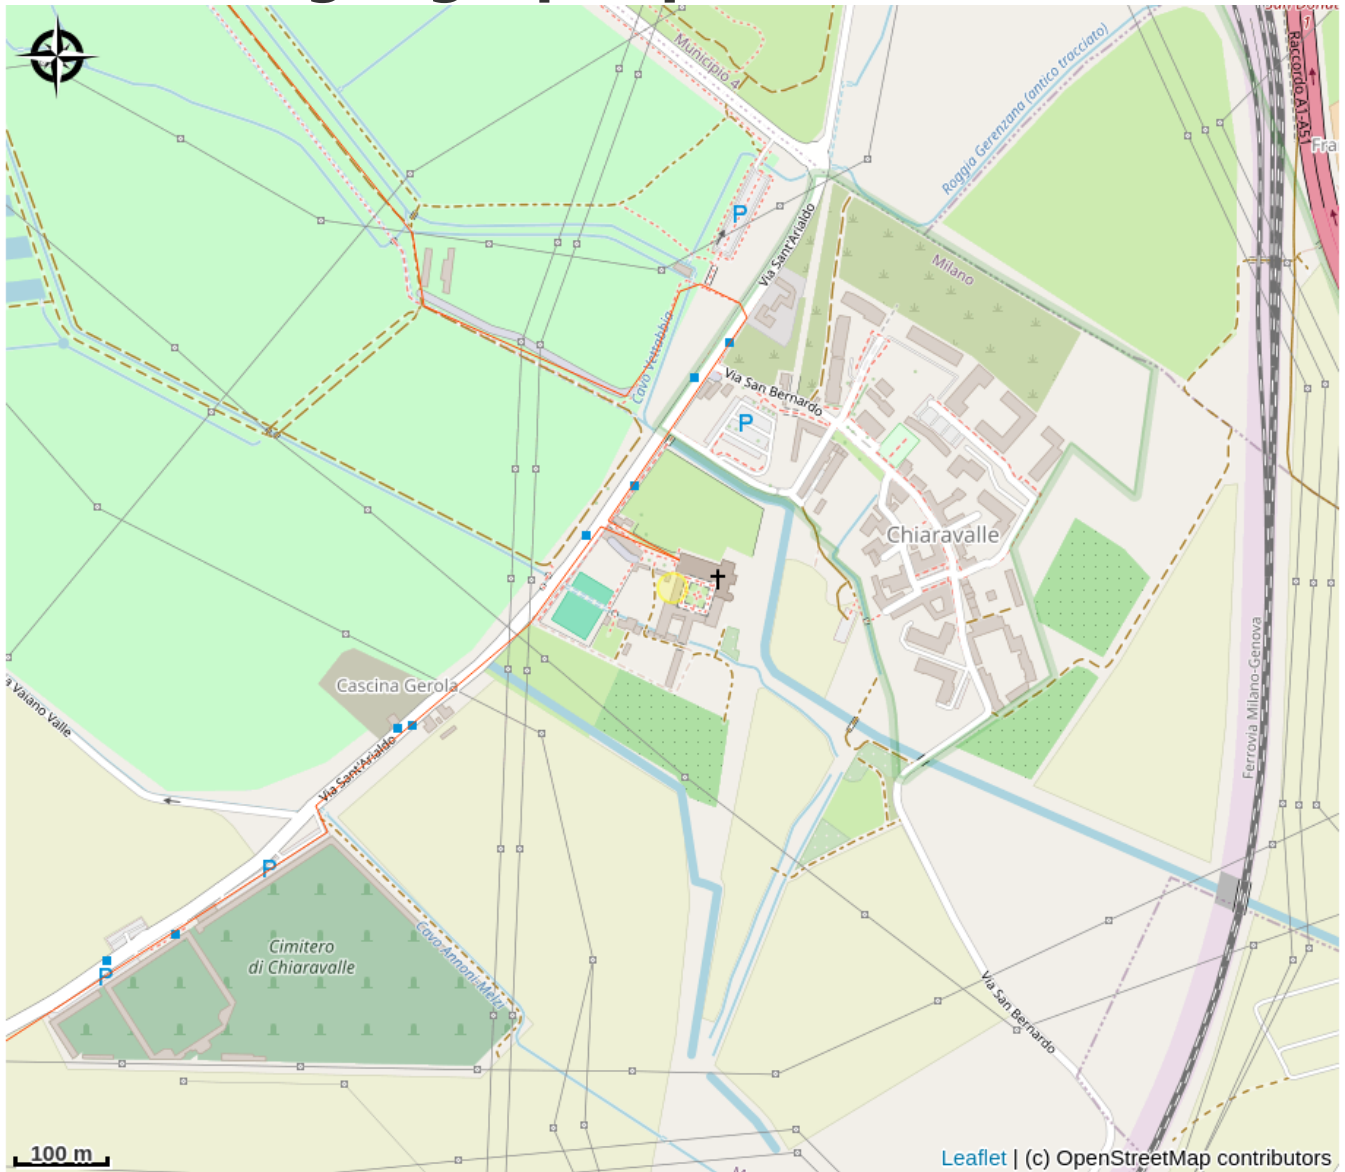 Municipio 4
Raccordo A1-A51
1
Fra
Roggia Gerenzana (antico tracciato)
P
Via Sant'Arialdo
Milano
Cavo Vettabbia
Via San Bernardo
P
Chiaravalle
Cascina Gerola
a Vaiano Valle
Via Sant'Arialdo
Ferrovia Milano-Genova
P
Cimitero
di Chiaravalle
Cavo Annoni-Melzi
P
Via San Bernardo
100 m
Leaflet | (c) OpenStreetMap contributors